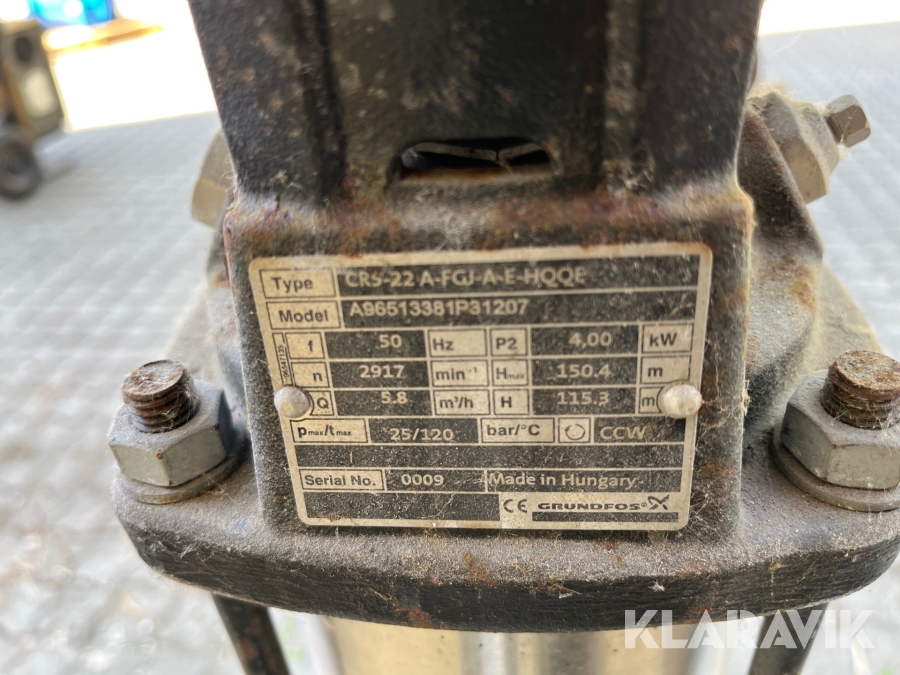 Type CR5-22 A-FGJ-A-E-HQQE
Model A96513381P31207
f 50 Hz P2 4,00 kW
n 2917 min⁻¹ Hmax 150.4 m
Q 5.8 m³/h H 115.3 m
pmax/tmax 25/120 bar/°C CCW
Serial No. 0009 Made in Hungary
CE GRUNDFOS
KLARAVIK